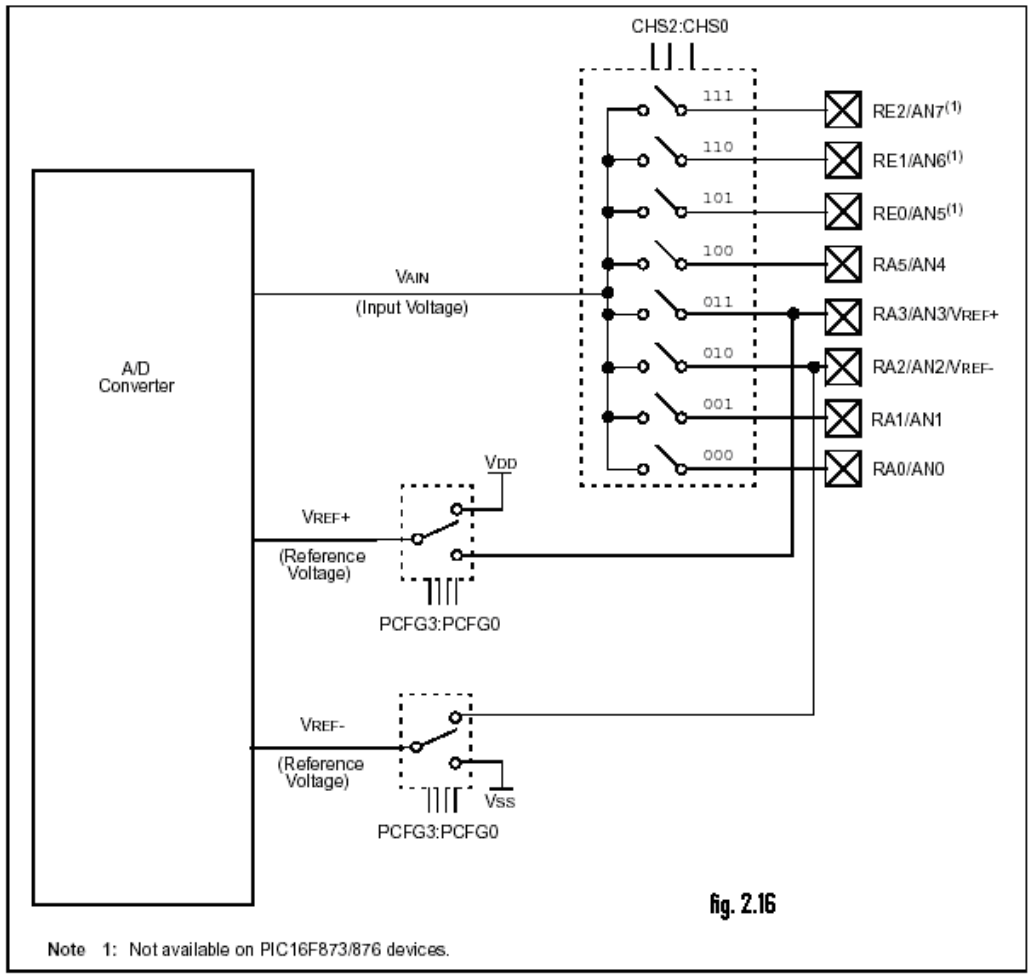 CHS2:CHS0
111
RE2/AN7(1)
110
RE1/AN6(1)
101
RE0/AN5(1)
100
RA5/AN4
VAIN
(Input Voltage)
011
RA3/AN3/VREF+
010
RA2/AN2/VREF-
A/D
Converter
001
RA1/AN1
000
RA0/AN0
VDD
VREF+
(Reference
Voltage)
PCFG3:PCFG0
VREF-
(Reference
Voltage)
VSS
PCFG3:PCFG0
fig. 2.16
Note 1: Not available on PIC16F873/876 devices.